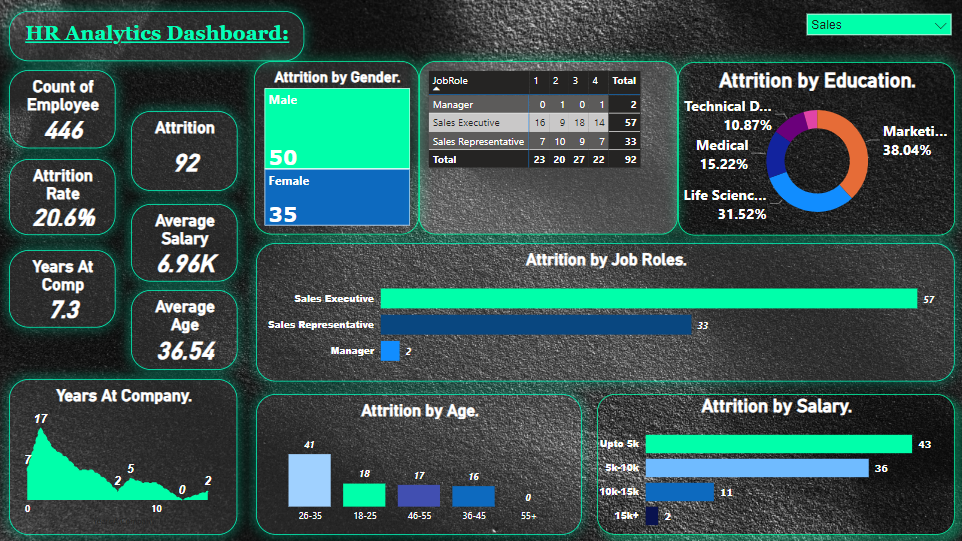 HR Analytics Dashboard:
Sales
Count of
Employee
446
Attrition
92
Attrition
Rate
20.6%
Average
Salary
6.96K
Years At
Comp
7.3
Average
Age
36.54
Attrition by Gender.
Male
50
Female
35
JobRole 1 2 3 4 Total
Manager 0 1 0 1 2
Sales Executive 16 9 18 14 57
Sales Representative 7 10 9 7 33
Total 23 20 27 22 92
Attrition by Education.
Technical D...
10.87%
Medical
15.22%
Life Scienc...
31.52%
Marketi...
38.04%
Attrition by Job Roles.
Sales Executive 57
Sales Representative 33
Manager 2
Years At Company.
17
7
2
5
0
2
0 10
Attrition by Age.
41 18 17 16 0
26-35 18-25 46-55 36-45 55+
Attrition by Salary.
Upto 5k 43
5k-10k 36
10k-15k 11
15k+ 2